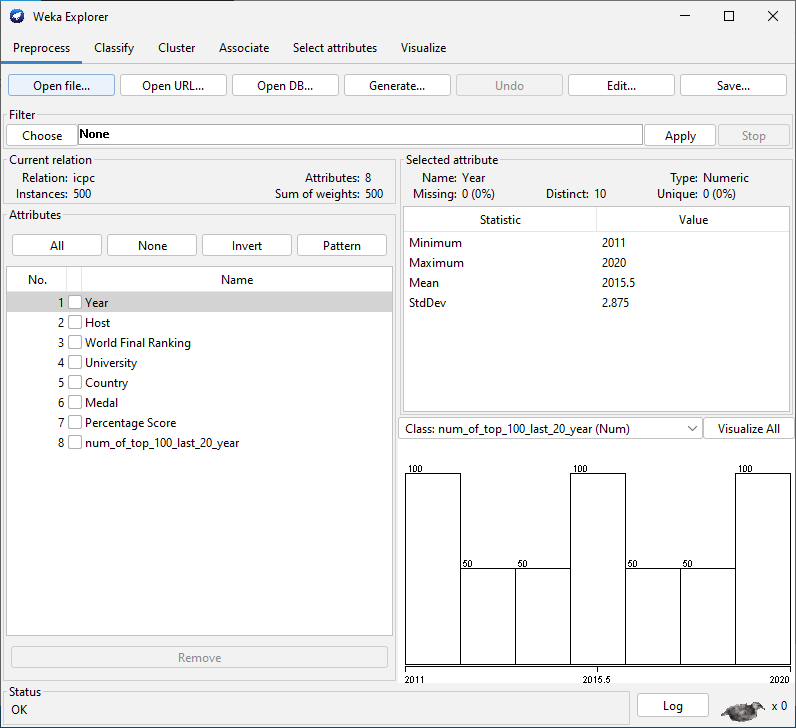 Weka Explorer
Preprocess Classify Cluster Associate Select attributes Visualize
Open file... Open URL... Open DB... Generate... Undo Edit... Save...
Filter
Choose None Apply Stop
Current relation
Relation: icpc Attributes: 8
Instances: 500 Sum of weights: 500
Attributes
All None Invert Pattern
No. Name
1 Year
2 Host
3 World Final Ranking
4 University
5 Country
6 Medal
7 Percentage Score
8 num_of_top_100_last_20_year
Remove
Selected attribute
Name: Year Type: Numeric
Missing: 0 (0%) Distinct: 10 Unique: 0 (0%)
Statistic Value
Minimum 2011
Maximum 2020
Mean 2015.5
StdDev 2.875
Class: num_of_top_100_last_20_year (Num) Visualize All
100 100 100
50 50 50 50
2011 2015.5 2020
Status
OK
Log x 0